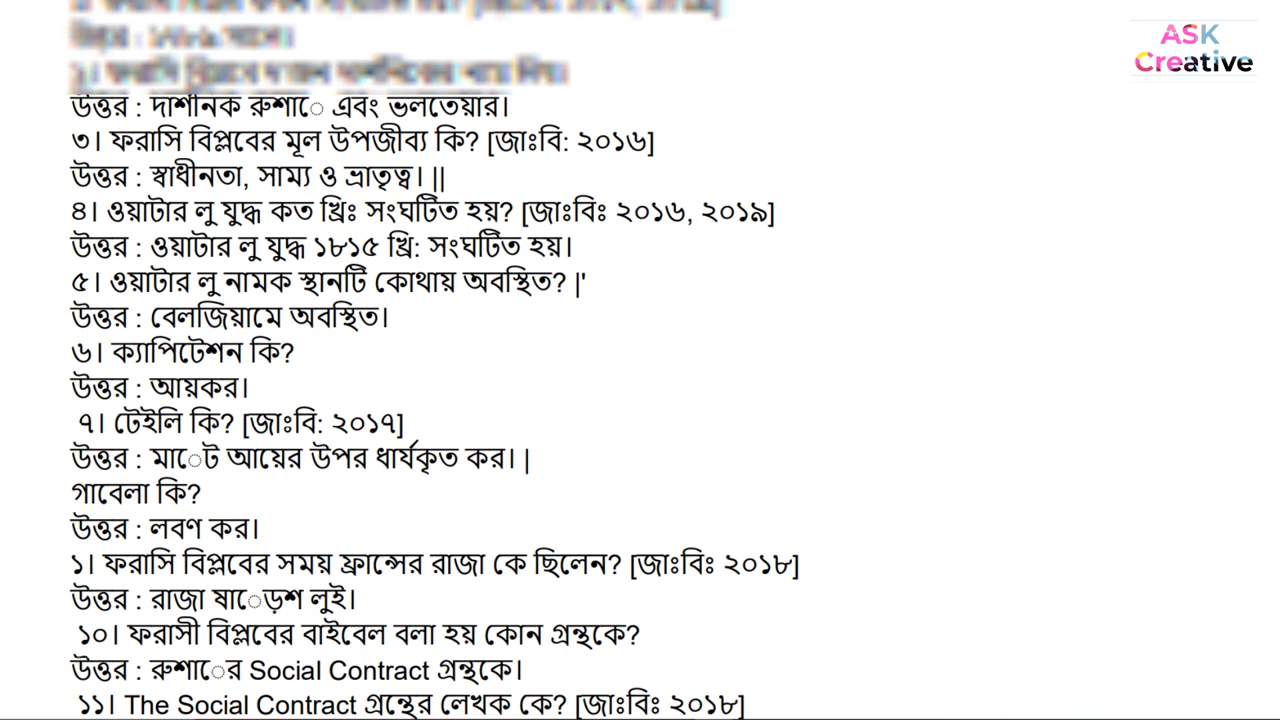 ASK
Creative
উত্তর : দার্শনিক রুশাে এবং ভলতেয়ার।
৩। ফরাসি বিপ্লবের মূল উপজীব্য কি? [জাঃবি: ২০১৬]
উত্তর : স্বাধীনতা, সাম্য ও ভ্রাতৃত্ব। ||
৪। ওয়াটার লু যুদ্ধ কত খ্রিঃ সংঘটিত হয়? [জাঃবিঃ ২০১৬, ২০১৯]
উত্তর : ওয়াটার লু যুদ্ধ ১৮১৫ খ্রি: সংঘটিত হয়।
৫। ওয়াটার লু নামক স্থানটি কোথায় অবস্থিত? |'
উত্তর : বেলজিয়ামে অবস্থিত।
৬। ক্যাপিটেশন কি?
উত্তর : আয়কর।
৭। টেইলি কি? [জাঃবি: ২০১৭]
উত্তর : মােট আয়ের উপর ধার্যকৃত কর। |
গাবেলা কি?
উত্তর : লবণ কর।
১। ফরাসি বিপ্লবের সময় ফ্রান্সের রাজা কে ছিলেন? [জাঃবিঃ ২০১৮]
উত্তর : রাজা ষােড়শ লুই।
১০। ফরাসী বিপ্লবের বাইবেল বলা হয় কোন গ্রন্থকে?
উত্তর : রুশাের Social Contract গ্রন্থকে।
১১। The Social Contract গ্রন্থের লেখক কে? [জাঃবিঃ ২০১৮]